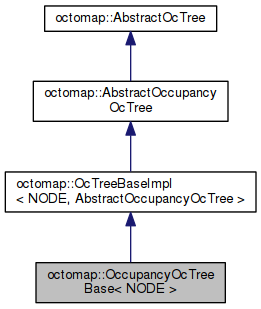 octomap::AbstractOcTree
octomap::AbstractOccupancy
OcTree
octomap::OcTreeBaseImpl
< NODE, AbstractOccupancyOcTree >
octomap::OccupancyOcTree
Base< NODE >